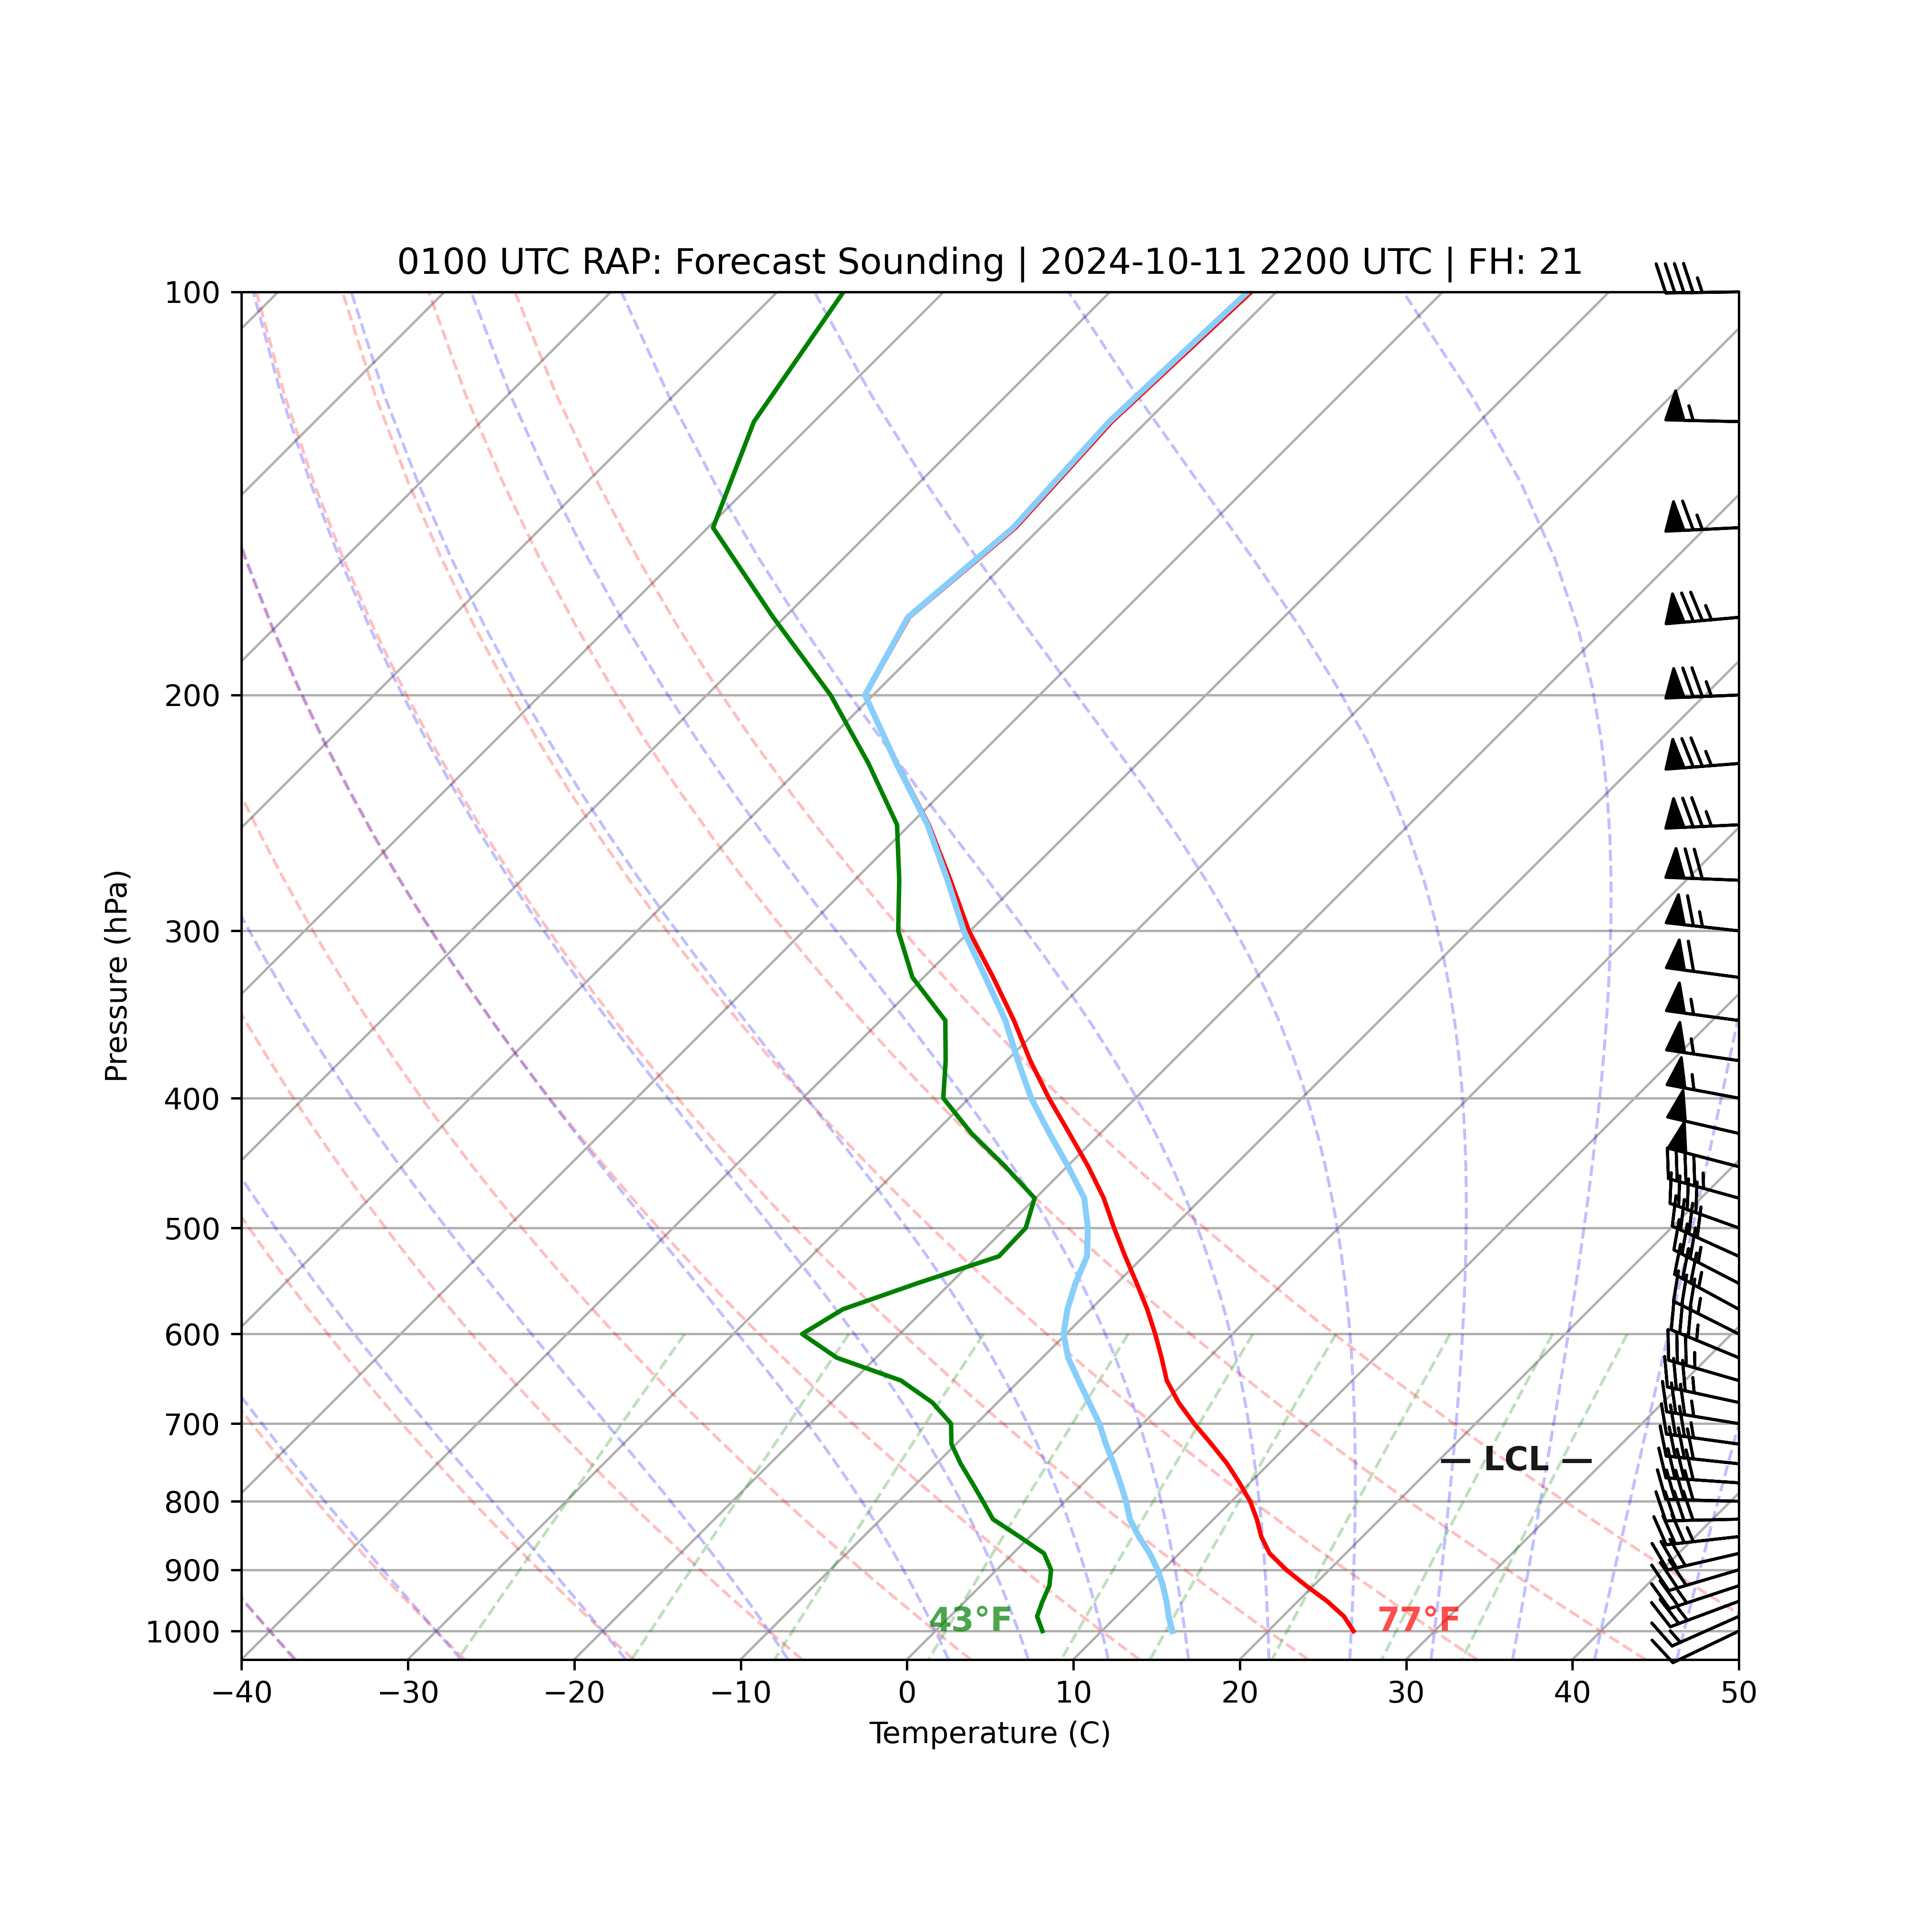 0100 UTC RAP: Forecast Sounding | 2024-10-11 2200 UTC | FH: 21
100
200
300
400
500
600
700
800
900
1000
Pressure (hPa)
— LCL —
43°F
77°F
−40 −30 −20 −10 0 10 20 30 40 50
Temperature (C)